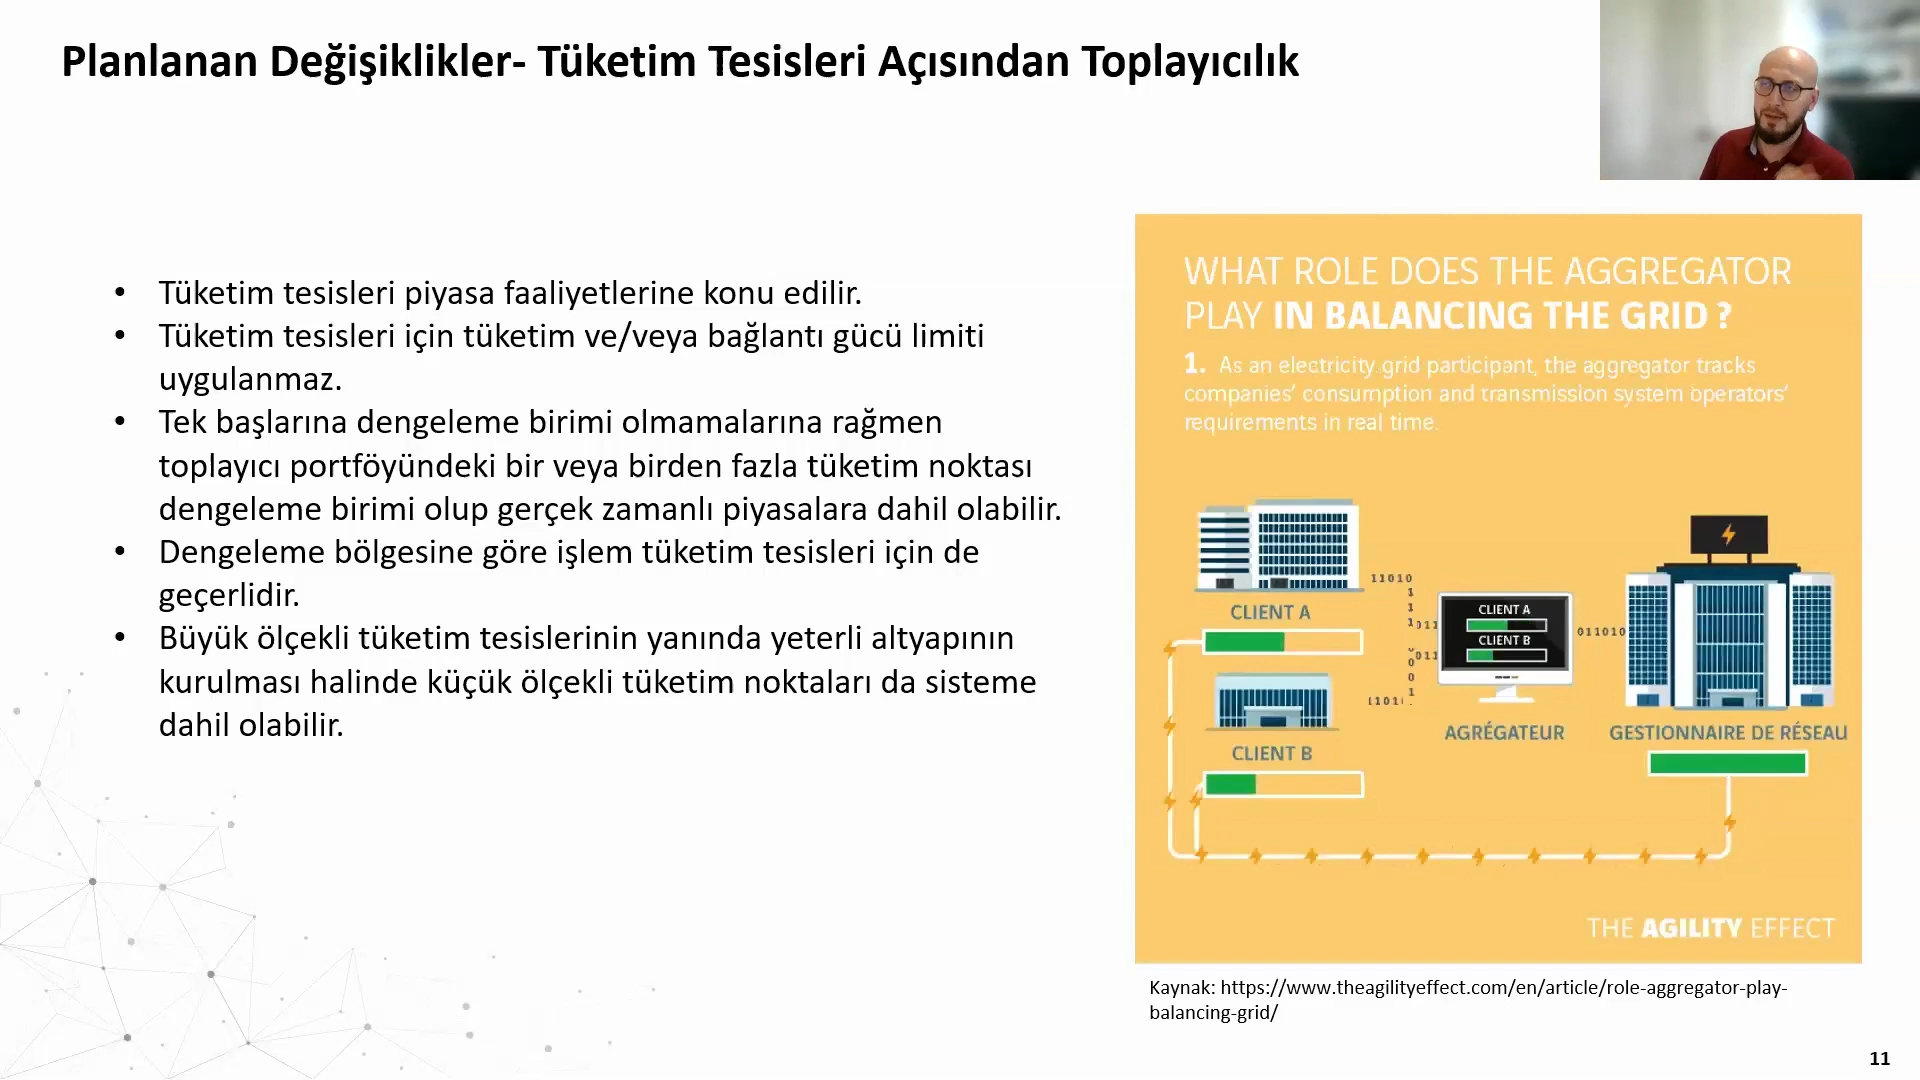 Planlanan Değişiklikler- Tüketim Tesisleri Açısından Toplayıcılık
• Tüketim tesisleri piyasa faaliyetlerine konu edilir.
• Tüketim tesisleri için tüketim ve/veya bağlantı gücü limiti
uygulanmaz.
• Tek başlarına dengeleme birimi olmamalarına rağmen
toplayıcı portföyündeki bir veya birden fazla tüketim noktası
dengeleme birimi olup gerçek zamanlı piyasalara dahil olabilir.
• Dengeleme bölgesine göre işlem tüketim tesisleri için de
geçerlidir.
• Büyük ölçekli tüketim tesislerinin yanında yeterli altyapının
kurulması halinde küçük ölçekli tüketim noktaları da sisteme
dahil olabilir.
WHAT ROLE DOES THE AGGREGATOR
PLAY IN BALANCING THE GRID ?
1. As an electricity grid participant, the aggregator tracks
companies' consumption and transmission system operators'
requirements in real time.
CLIENT A
CLIENT B
11010
CLIENT A
CLIENT B
011010
AGRÉGATEUR
GESTIONNAIRE DE RÉSEAU
THE AGILITY EFFECT
Kaynak: https://www.theagilityeffect.com/en/article/role-aggregator-play-
balancing-grid/
11